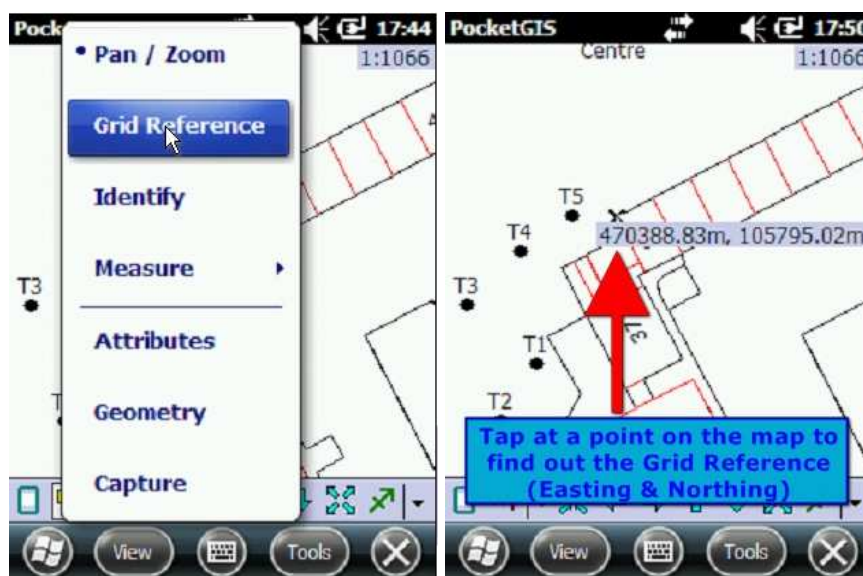 Pock 17:44
1:1066
Pan / Zoom
Grid Reference
Identify
Measure
Attributes
Geometry
Capture
T3
T
View Tools
PocketGIS 17:50
1:1066
Centre
T5
T4
470388.83m, 105795.02m
T3
37
T1
T2
Tap at a point on the map to
find out the Grid Reference
(Easting & Northing)
View Tools